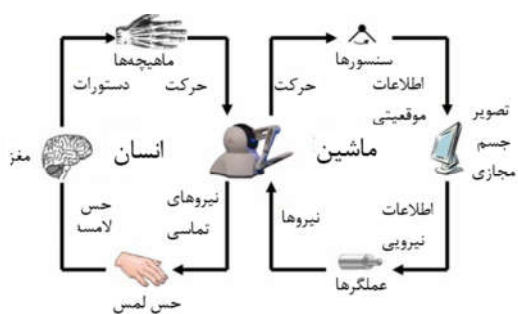 ماهیچه‌ها
سنسورها
دستورات
حرکت
حرکت
اطلاعات
موقعیتی
تصویر
جسم
مجازی
مغز
انسان
ماشین
حس
لامسه
نیروهای
تماسی
نیروها
اطلاعات
نیرویی
حس لمس
عملگرها